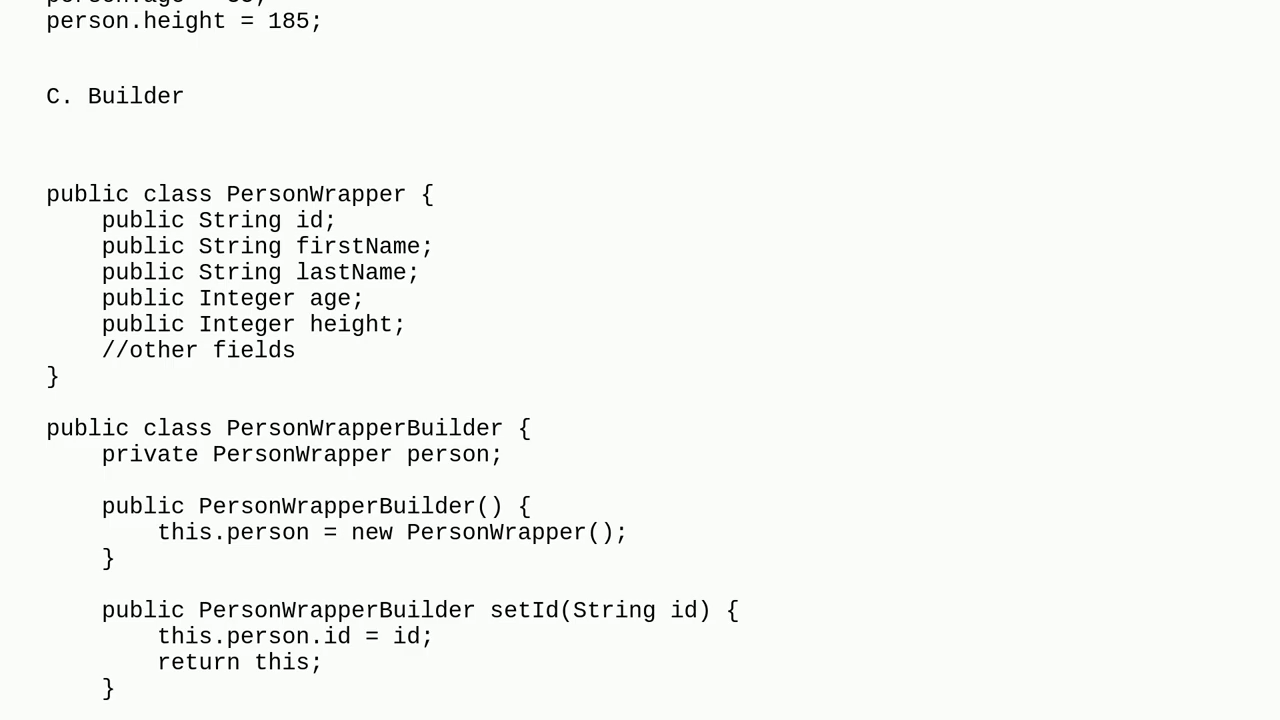 person.height = 185;
C. Builder
public class PersonWrapper {
public String id;
public String firstName;
public String lastName;
public Integer age;
public Integer height;
//other fields
}
public class PersonWrapperBuilder {
private PersonWrapper person;
public PersonWrapperBuilder() {
this.person = new PersonWrapper();
}
public PersonWrapperBuilder setId(String id) {
this.person.id = id;
return this;
}